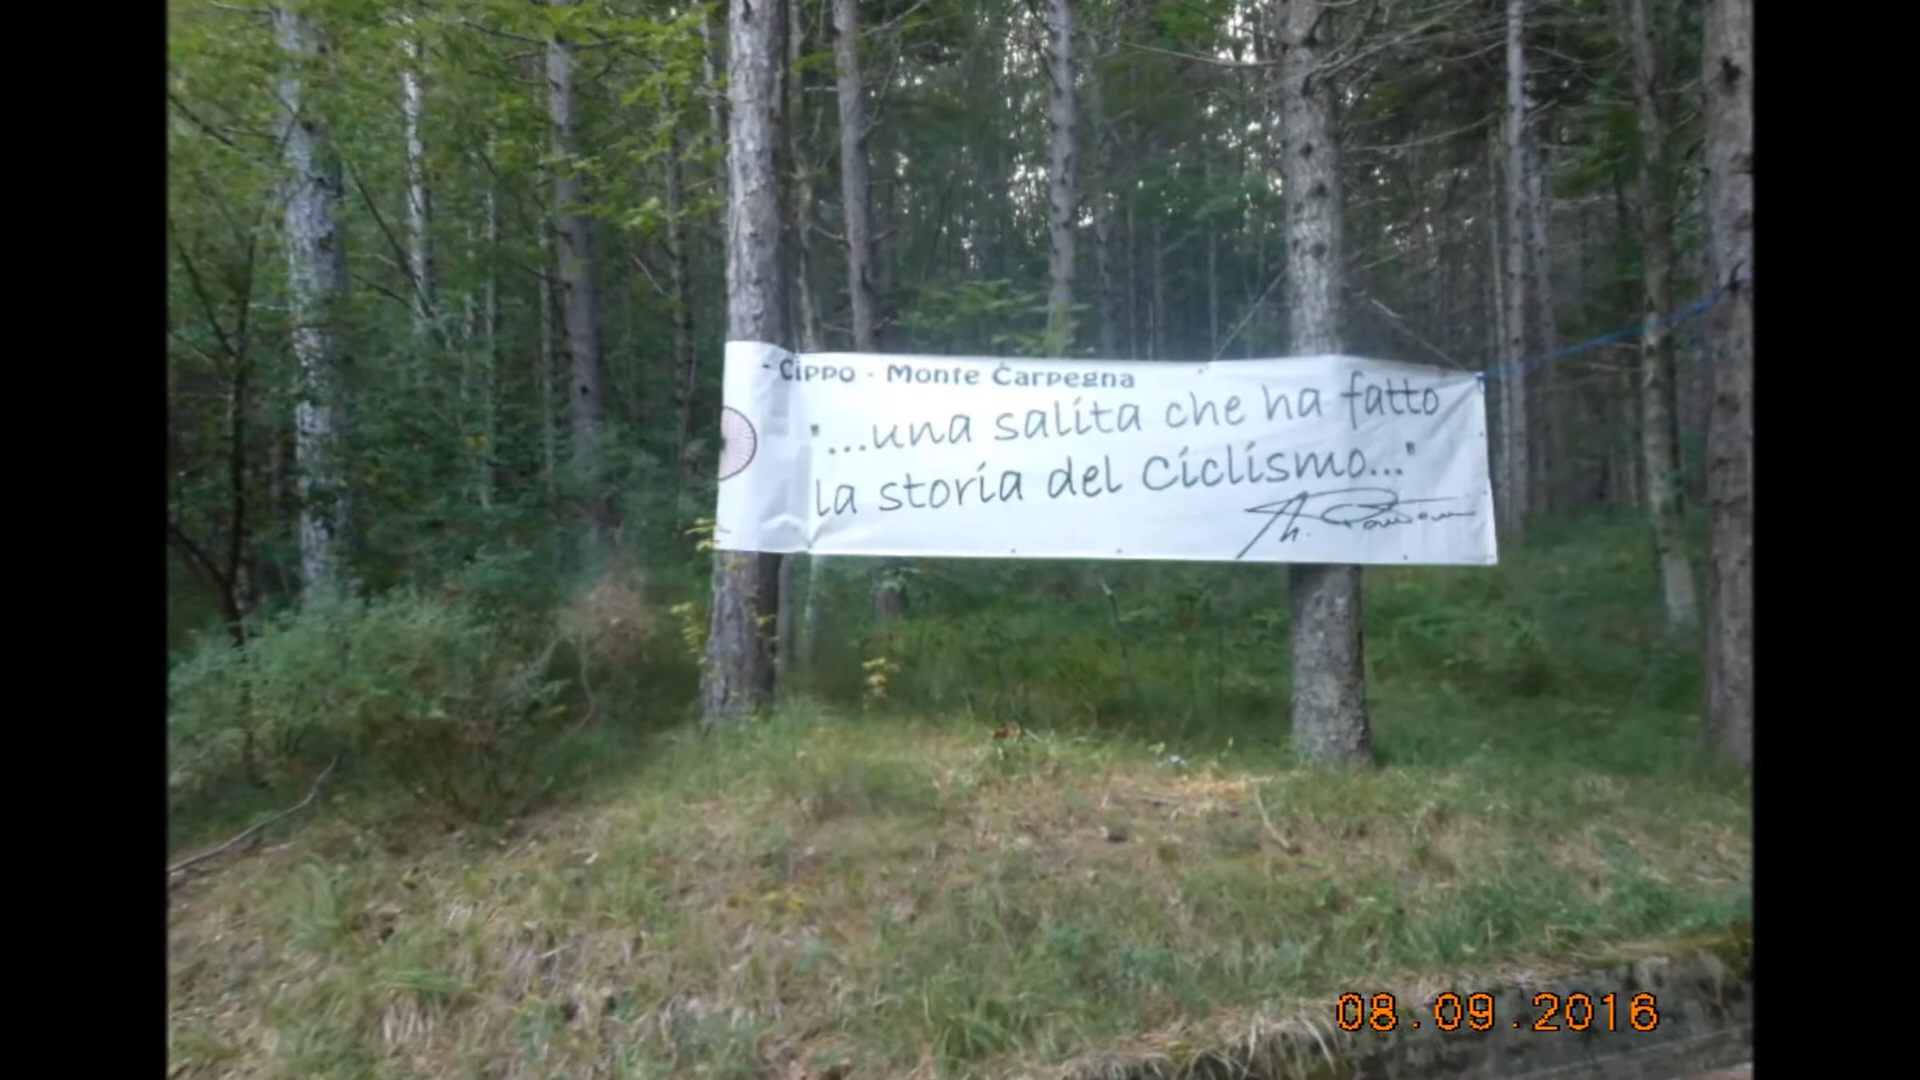 - Cippo - Monte Carpegna
"...una salita che ha fatto
la storia del Ciclismo..."
08.09.2016